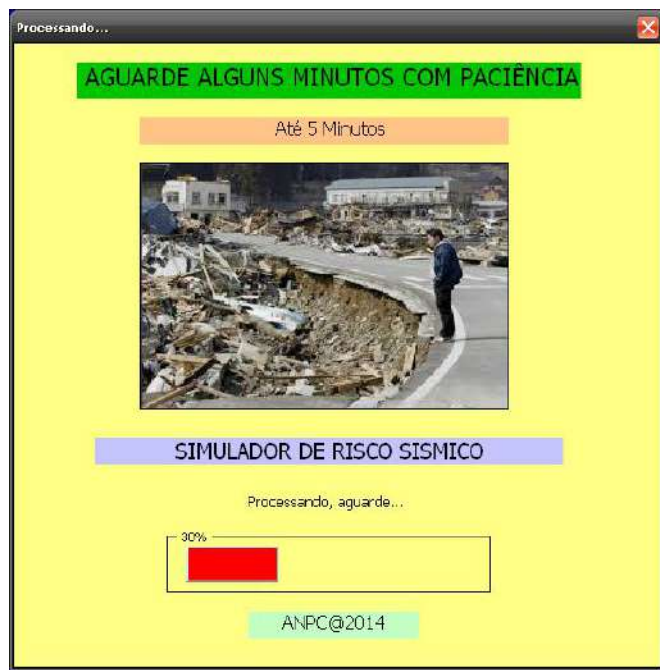 Processando...
AGUARDE ALGUNS MINUTOS COM PACIÊNCIA
Até 5 Minutos
SIMULADOR DE RISCO SISMICO
Processando, aguarde...
30%
ANPC@2014